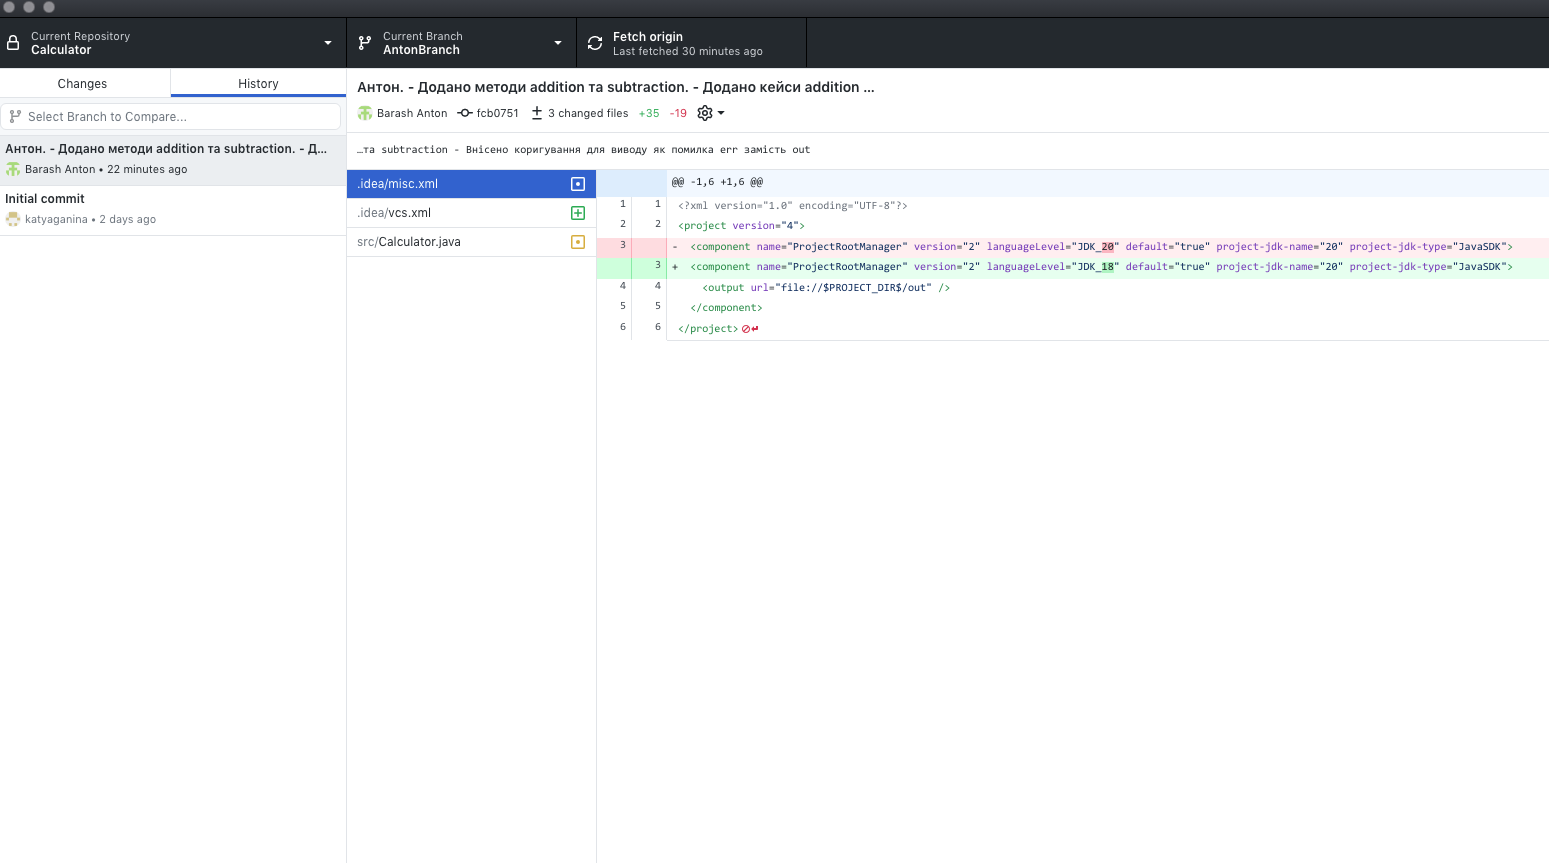 Current Repository
Calculator
Current Branch
AntonBranch
Fetch origin
Last fetched 30 minutes ago
Changes
History
Select Branch to Compare...
Антон. - Додано методи addition та subtraction. - Д...
Barash Anton • 22 minutes ago
Initial commit
katyaganina • 2 days ago
Антон. - Додано методи addition та subtraction. - Додано кейси addition ...
Barash Anton fcb0751 3 changed files +35 -19
…та subtraction - Внісено коригування для виводу як помилка err замість out
.idea/misc.xml
.idea/vcs.xml
src/Calculator.java
@@ -1,6 +1,6 @@
1 1 <?xml version="1.0" encoding="UTF-8"?>
2 2 <project version="4">
3 - <component name="ProjectRootManager" version="2" languageLevel="JDK_20" default="true" project-jdk-name="20" project-jdk-type="JavaSDK">
3 + <component name="ProjectRootManager" version="2" languageLevel="JDK_18" default="true" project-jdk-name="20" project-jdk-type="JavaSDK">
4 4 <output url="file://$PROJECT_DIR$/out" />
5 5 </component>
6 6 </project>